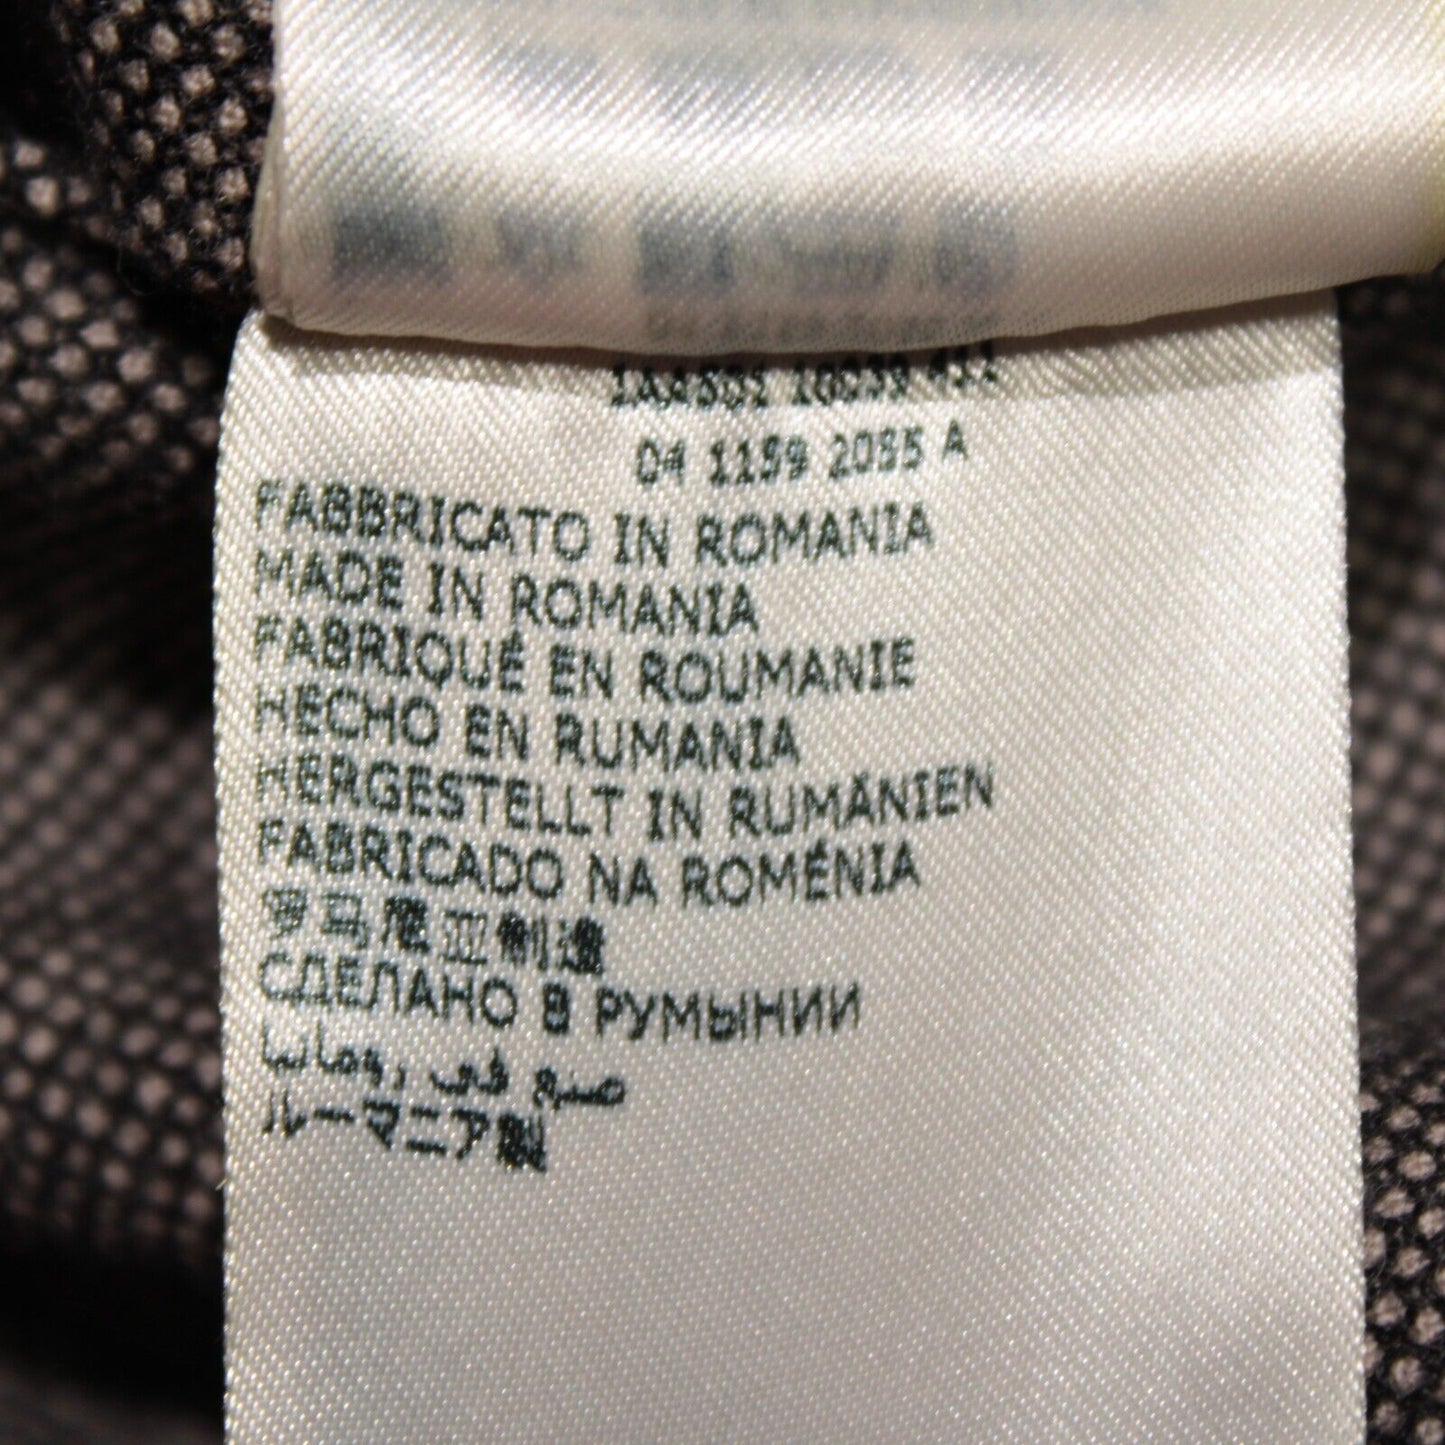 04 1159 2055 A
FABBRICATO IN ROMANIA
MADE IN ROMANIA
FABRIQUÉ EN ROUMANIE
HECHO EN RUMANIA
HERGESTELLT IN RUMÄNIEN
FABRICADO NA ROMÉNIA
罗马尼亚制造
СДЕЛАНО В РУМЫНИИ
صنع في رومانيا
ルーマニア製